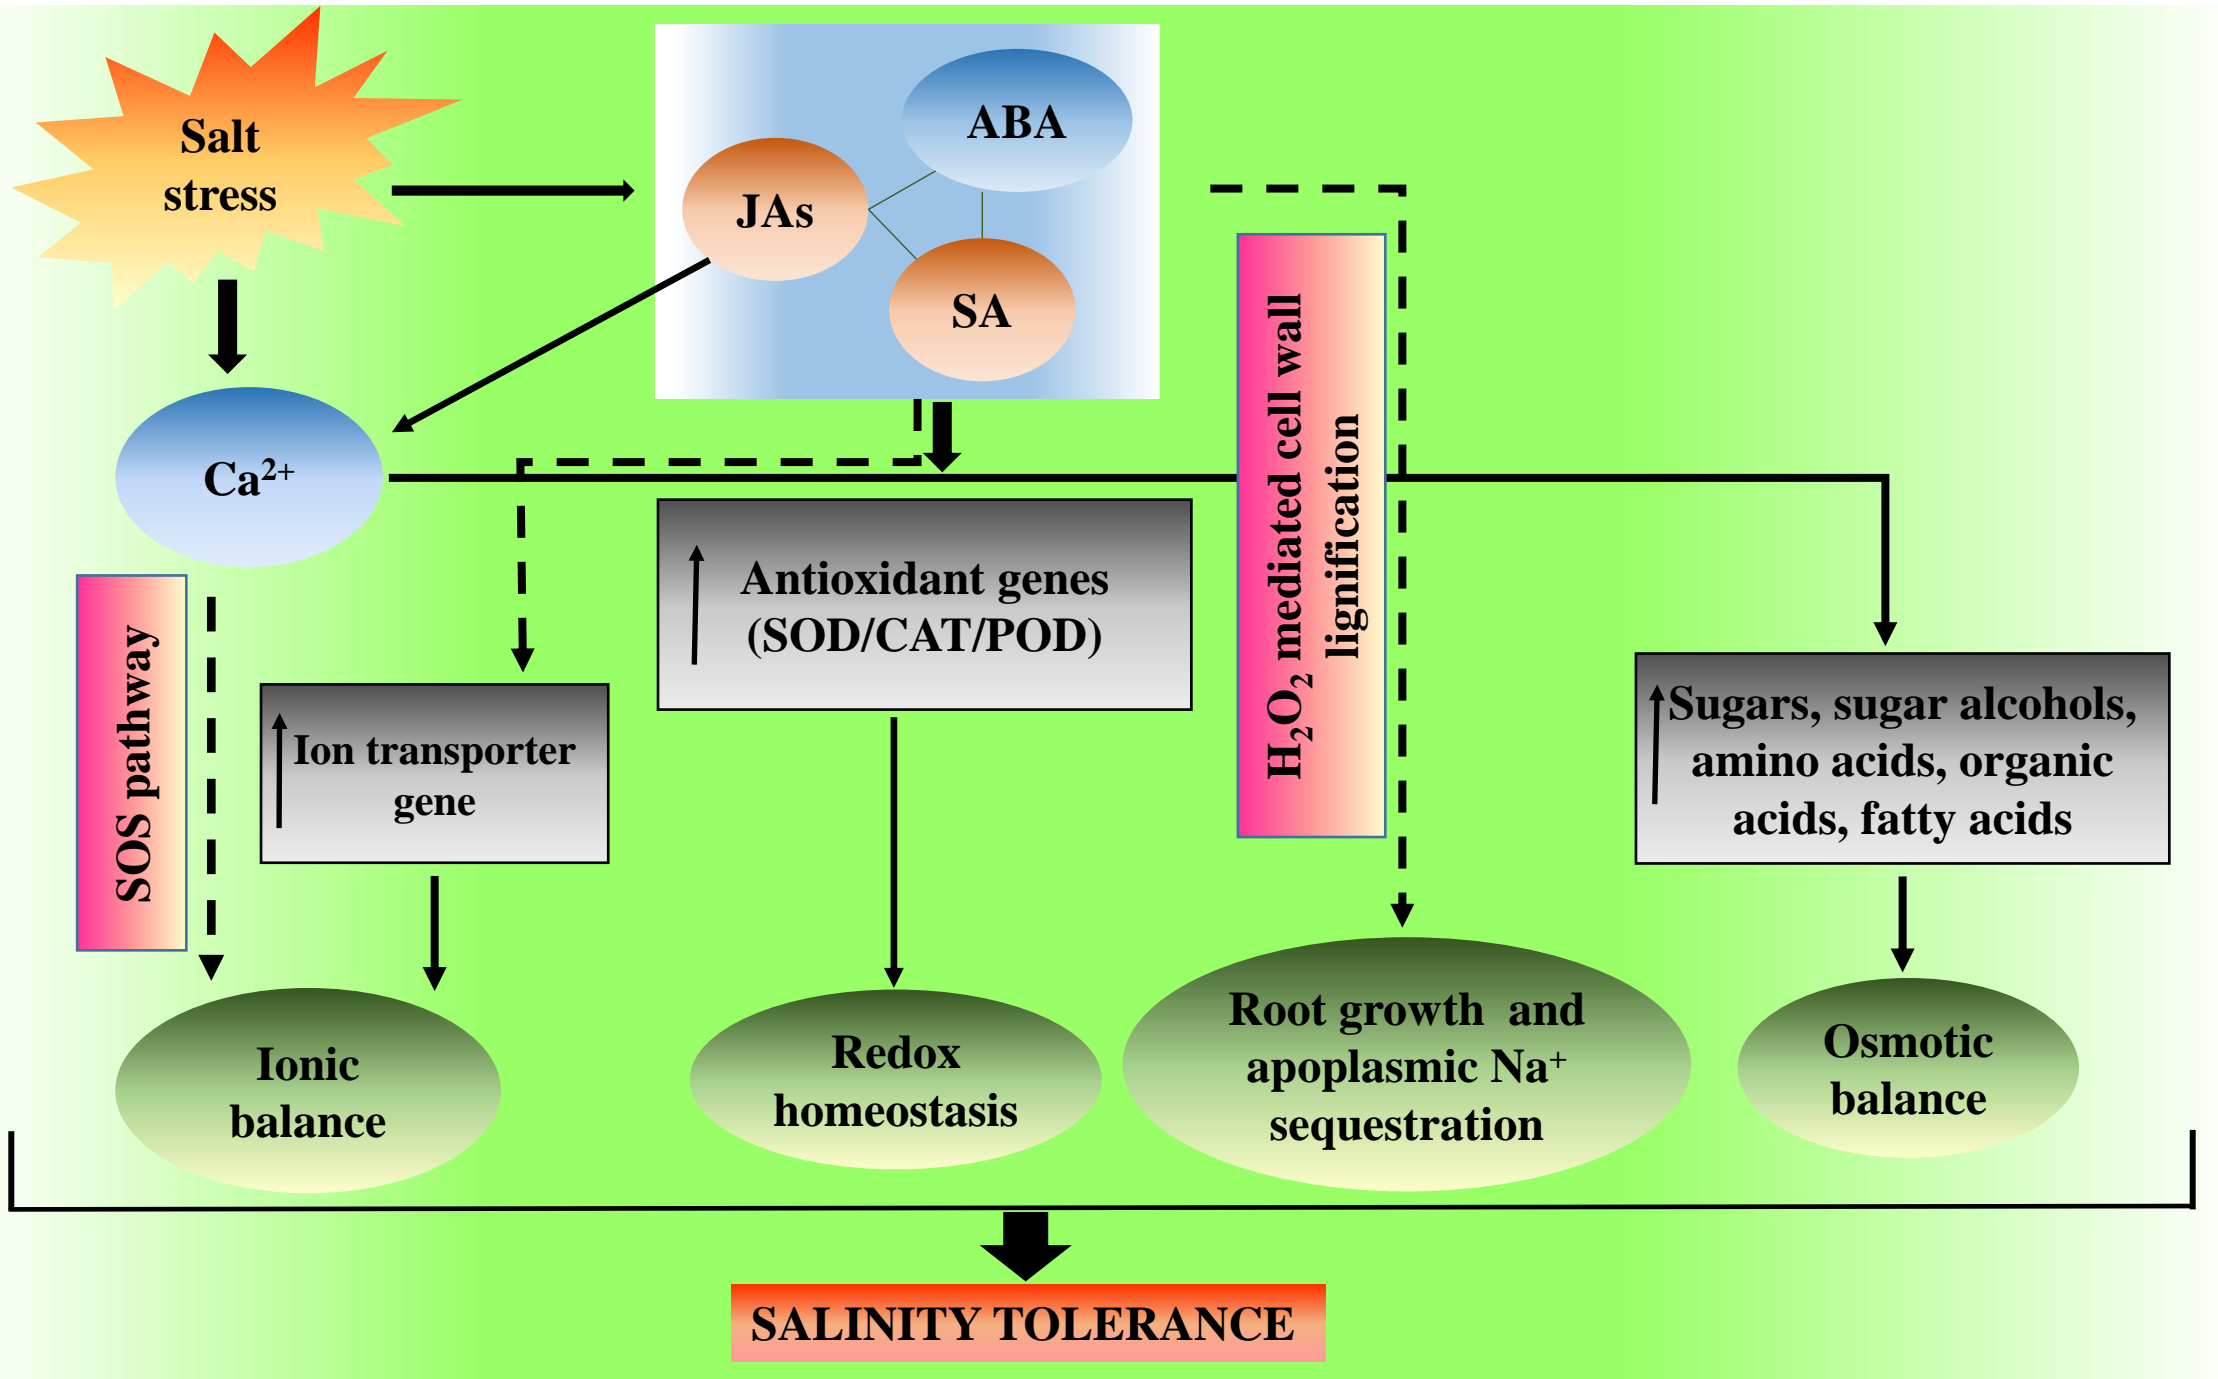 Salt
stress
ABA
JAs
SA
Ca²⁺
SOS pathway
Ion transporter
gene
Antioxidant genes
(SOD/CAT/POD)
H₂O₂ mediated cell wall
lignification
Sugars, sugar alcohols,
amino acids, organic
acids, fatty acids
Ionic
balance
Redox
homeostasis
Root growth and
apoplasmic Na⁺
sequestration
Osmotic
balance
SALINITY TOLERANCE